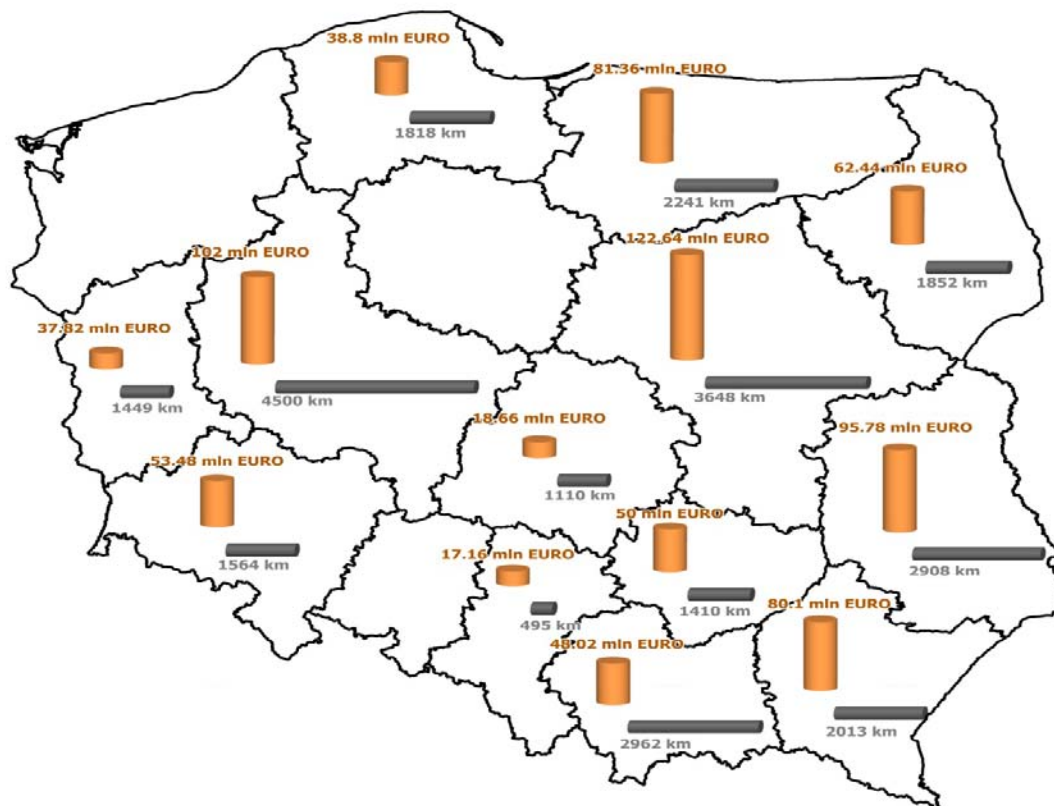 38.8 mln EURO
1818 km
81.36 mln EURO
2241 km
62.44 mln EURO
1852 km
102 mln EURO
4500 km
122.64 mln EURO
3648 km
37.82 mln EURO
1449 km
18.66 mln EURO
1110 km
95.78 mln EURO
2908 km
53.48 mln EURO
1564 km
17.16 mln EURO
495 km
50 mln EURO
1410 km
48.02 mln EURO
2962 km
80.1 mln EURO
2013 km